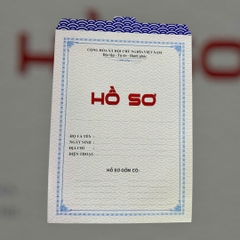 CỘNG HÒA XÃ HỘI CHỦ NGHĨA VIỆT NAM
Độc lập - Tự do - Hạnh phúc
HỒ SƠ
HỌ VÀ TÊN :
NGÀY SINH :
ĐỊA CHỈ :
ĐIỆN THOẠI :
HỒ SƠ GỒM CÓ: